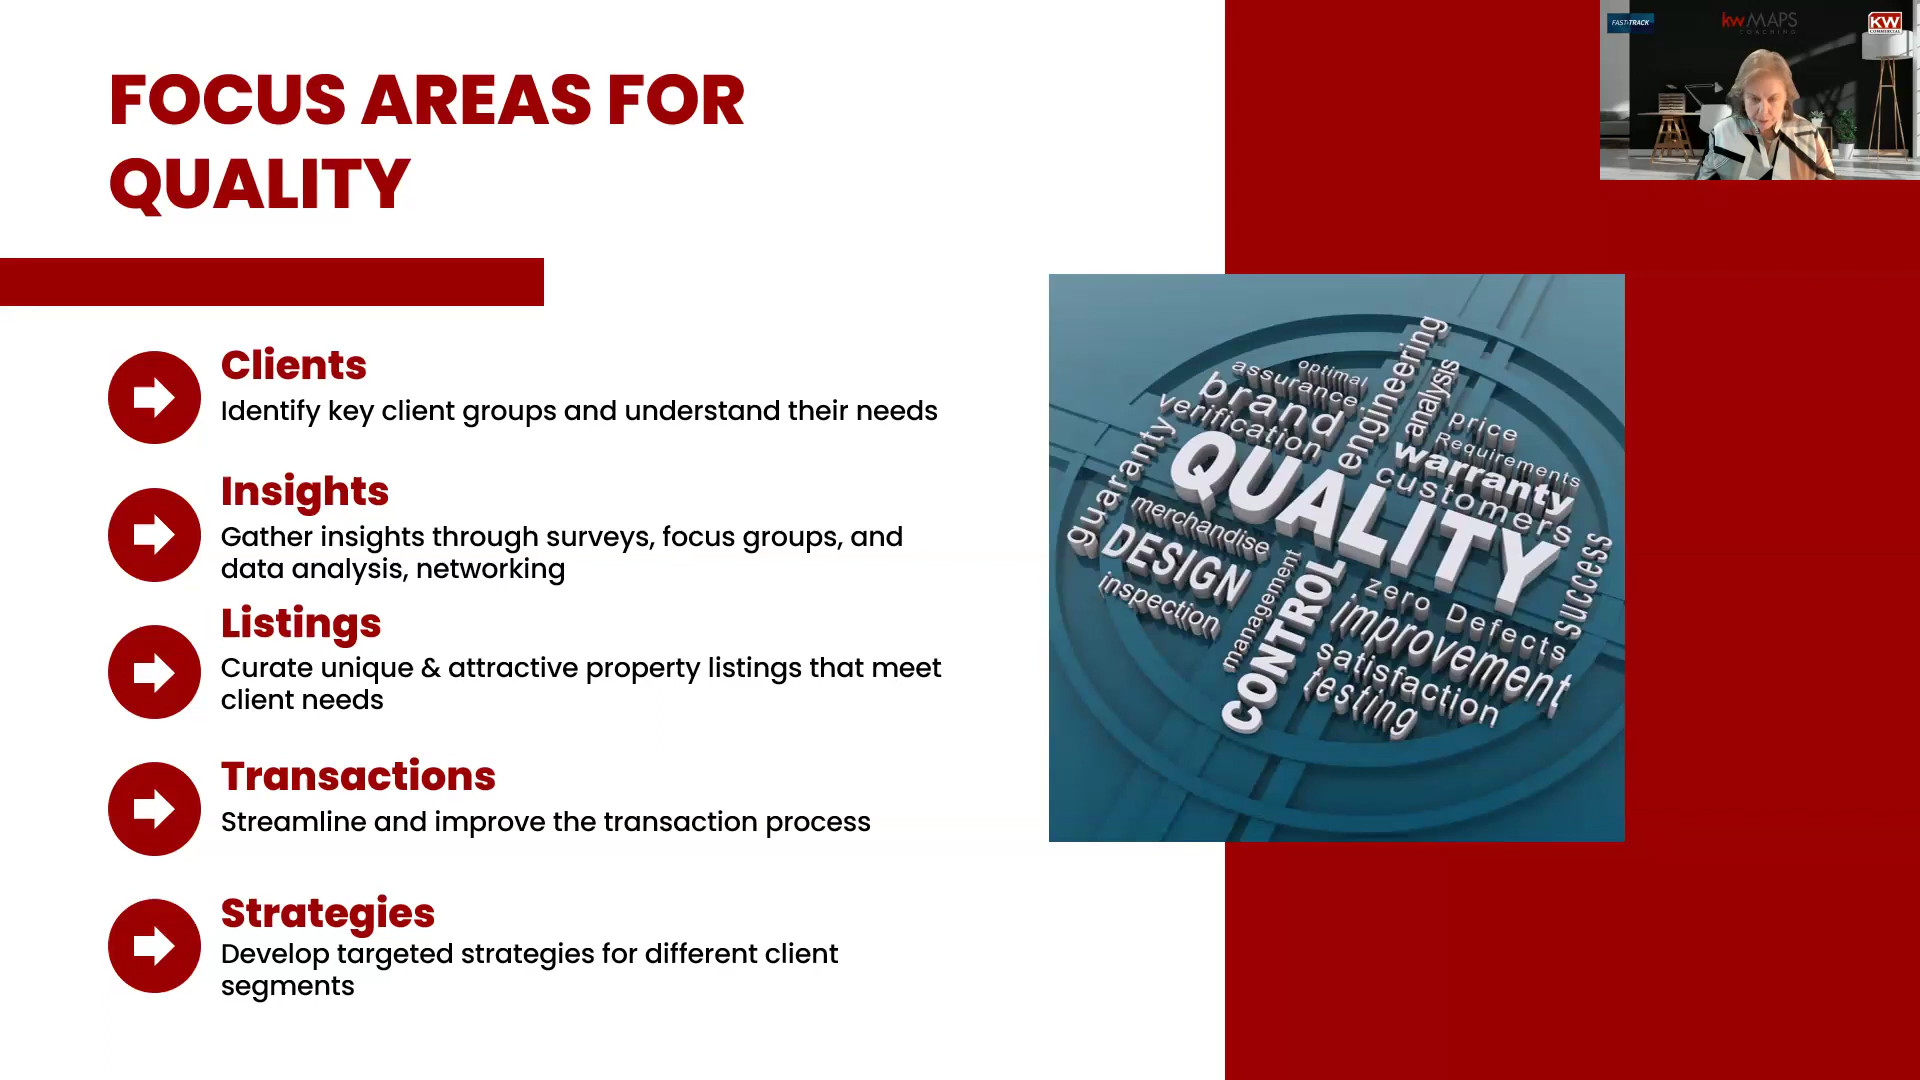 FOCUS AREAS FOR
QUALITY
Clients
Identify key client groups and understand their needs
Insights
Gather insights through surveys, focus groups, and
data analysis, networking
Listings
Curate unique & attractive property listings that meet
client needs
Transactions
Streamline and improve the transaction process
Strategies
Develop targeted strategies for different client
segments
optimal
assurance
brand
verification
engineering
analysis
price
Requirements
warranty
customers
guaranty
QUALITY
merchandise
DESIGN
inspection
management
CONTROL
zero Defects
improvement
satisfaction
testing
success
FAST-TRACK
kw MAPS
COACHING
KW
COMMERCIAL